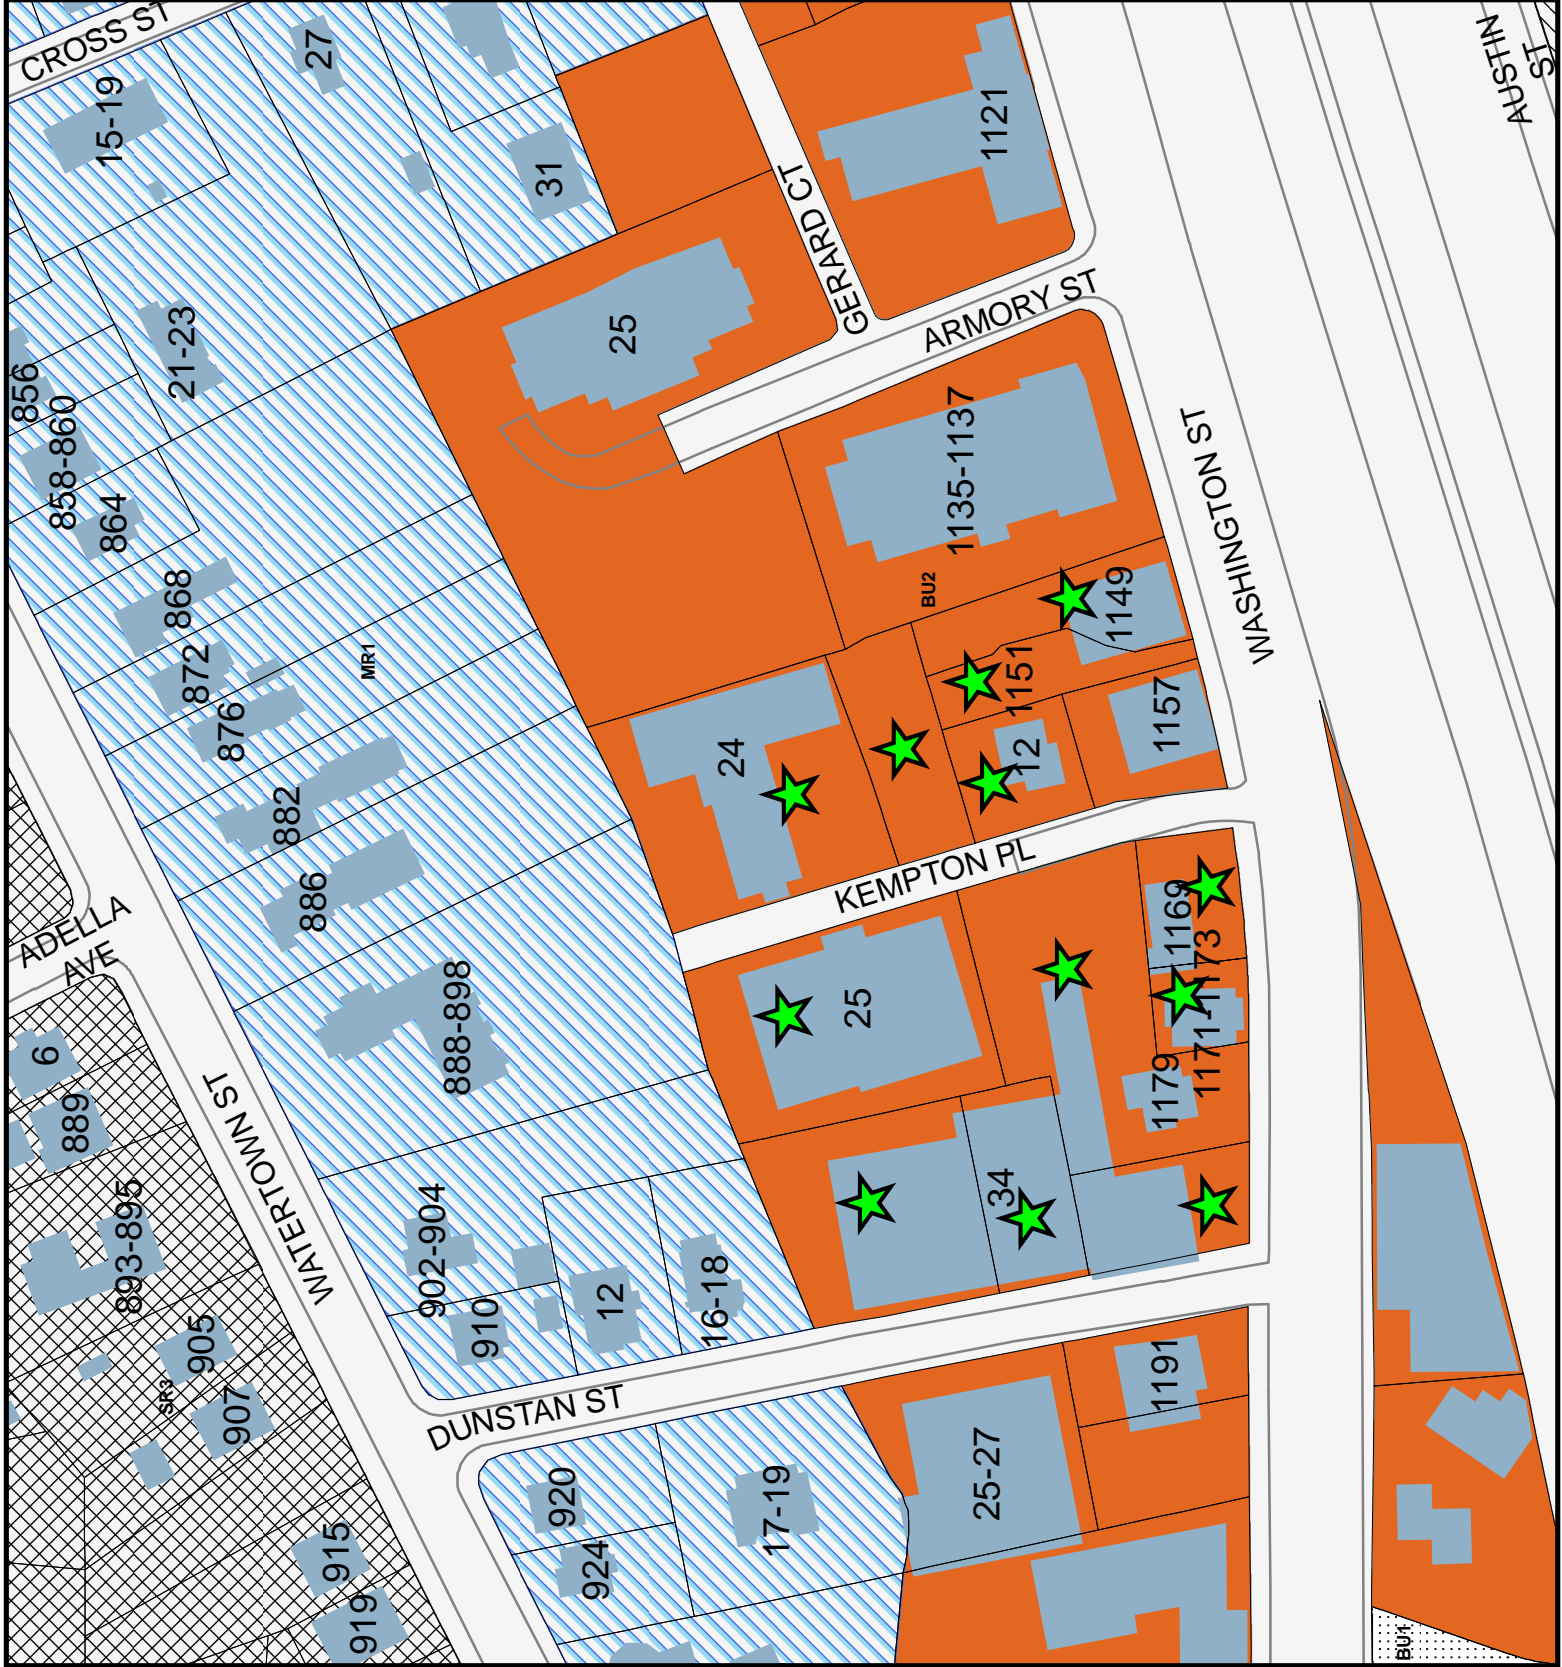 CROSS ST
15-19
27
31
1121
AUSTIN
ST
GERARD CT
ARMORY ST
25
21-23
856
858-860
864
868
872
876
882
886
888-898
MR1
BU2
1135-1137
WASHINGTON ST
1149
1151
1157
12
24
KEMPTON PL
ADELLA
AVE
6
889
893-895
905
907
SR3
915
919
WATERTOWN ST
902-904
910
12
16-18
25
34
1169
1171-1173
1179
DUNSTAN ST
920
924
17-19
25-27
1191
BU1